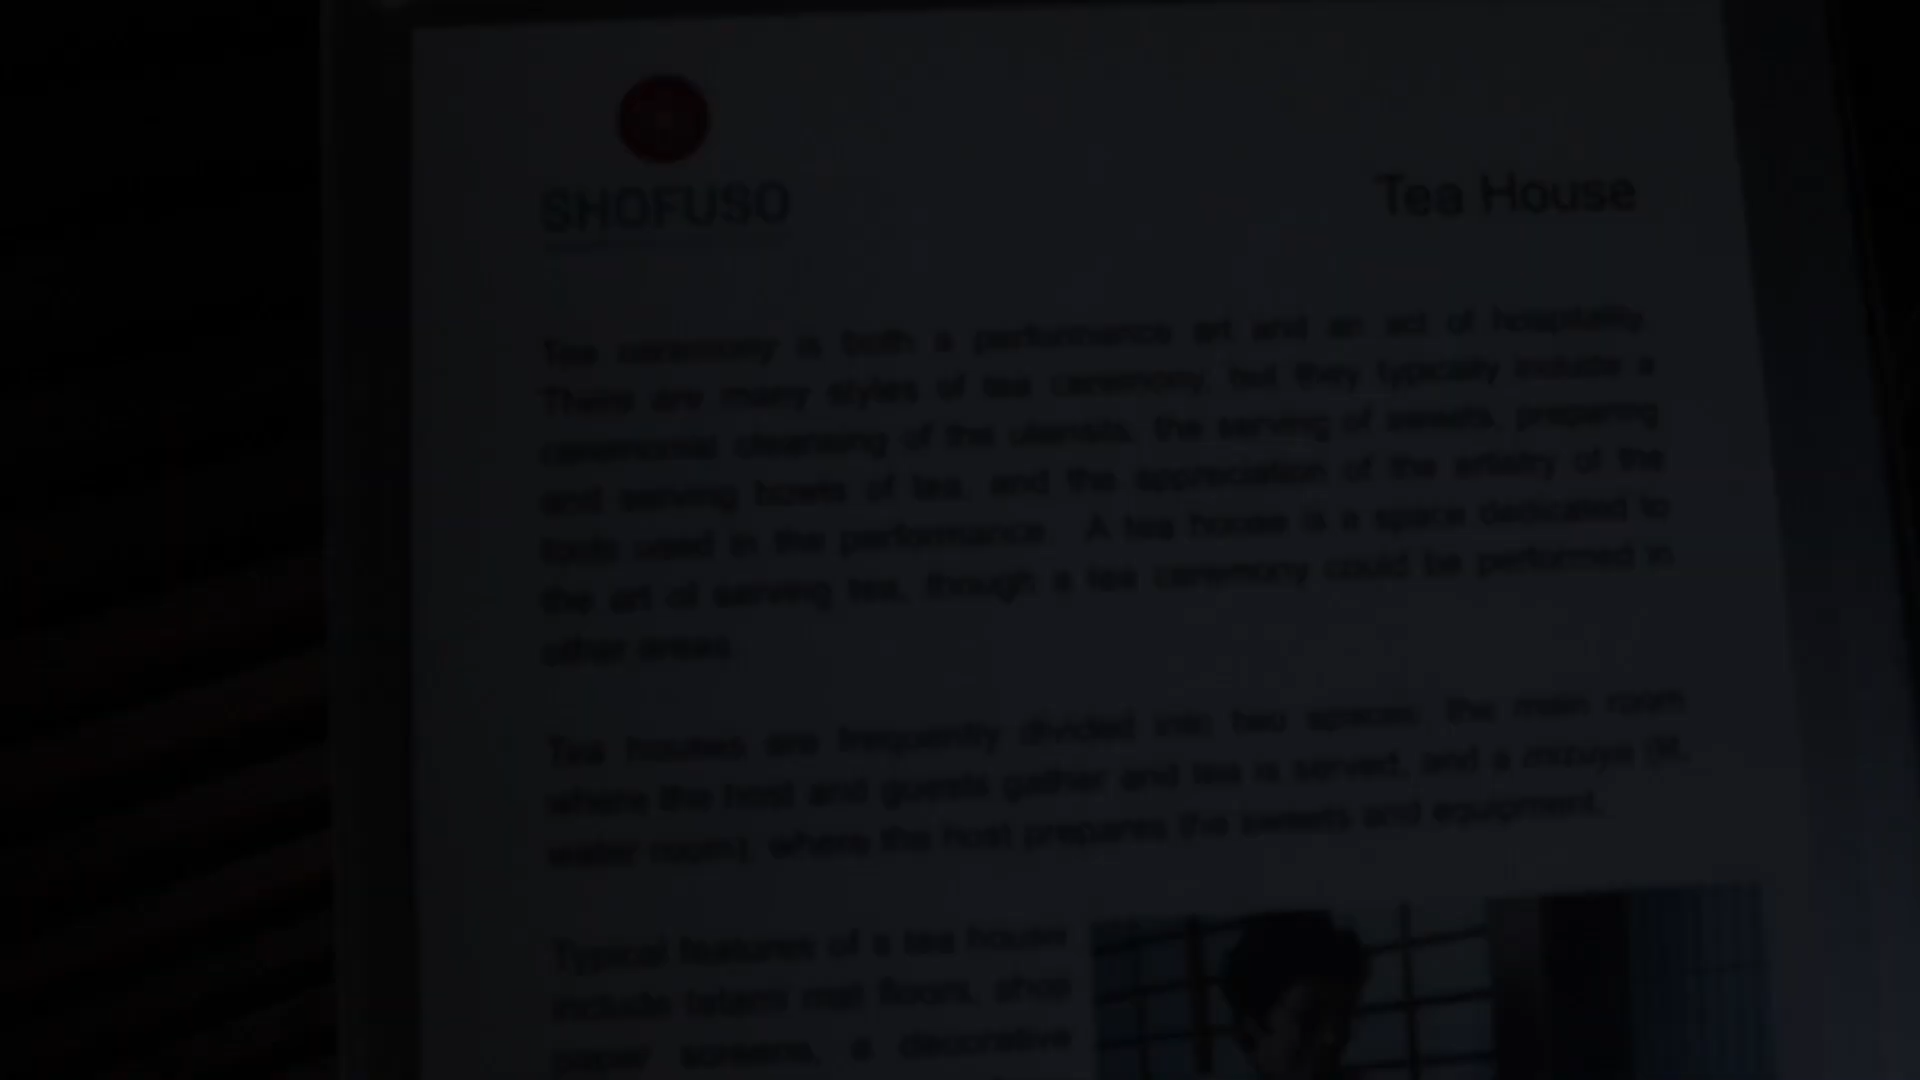 SHOFUSO
Tea House
Tea ceremony is both a performance art and an act of hospitality.
There are many styles of tea ceremony, but they typically include a
ceremonial cleansing of the utensils, the serving of sweets, preparing
and serving bowls of tea, and the appreciation of the artistry of the
tools used in the performance. A tea house is a space dedicated to
the art of serving tea, though a tea ceremony could be performed in
other areas.
Tea houses are frequently divided into two spaces: the main room
where the host and guests gather and tea is served, and a mizuya (lit.
water room), where the host prepares the sweets and equipment.
Typical features of a tea house
include tatami mat floors, shoji
paper screens, a decorative